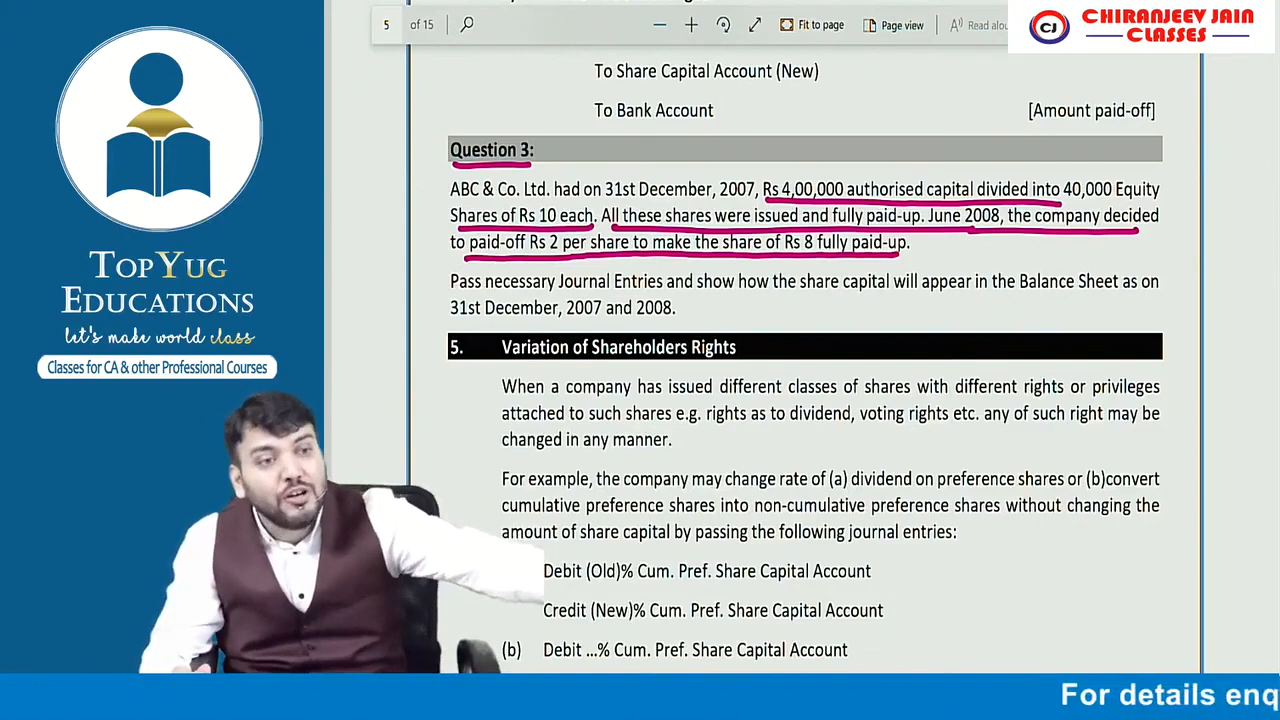 5 of 15
Fit to page
Page view
Read alou
CHIRANJEEV JAIN
CLASSES
CJ
To Share Capital Account (New)
To Bank Account [Amount paid-off]
Question 3:
ABC & Co. Ltd. had on 31st December, 2007, Rs 4,00,000 authorised capital divided into 40,000 Equity
Shares of Rs 10 each. All these shares were issued and fully paid-up. June 2008, the company decided
to paid-off Rs 2 per share to make the share of Rs 8 fully paid-up.
Pass necessary Journal Entries and show how the share capital will appear in the Balance Sheet as on
31st December, 2007 and 2008.
5. Variation of Shareholders Rights
When a company has issued different classes of shares with different rights or privileges
attached to such shares e.g. rights as to dividend, voting rights etc. any of such right may be
changed in any manner.
For example, the company may change rate of (a) dividend on preference shares or (b)convert
cumulative preference shares into non-cumulative preference shares without changing the
amount of share capital by passing the following journal entries:
Debit (Old)% Cum. Pref. Share Capital Account
Credit (New)% Cum. Pref. Share Capital Account
(b) Debit ...% Cum. Pref. Share Capital Account
TOPYUG
EDUCATIONS
let's make world class
Classes for CA & other Professional Courses
For details enq